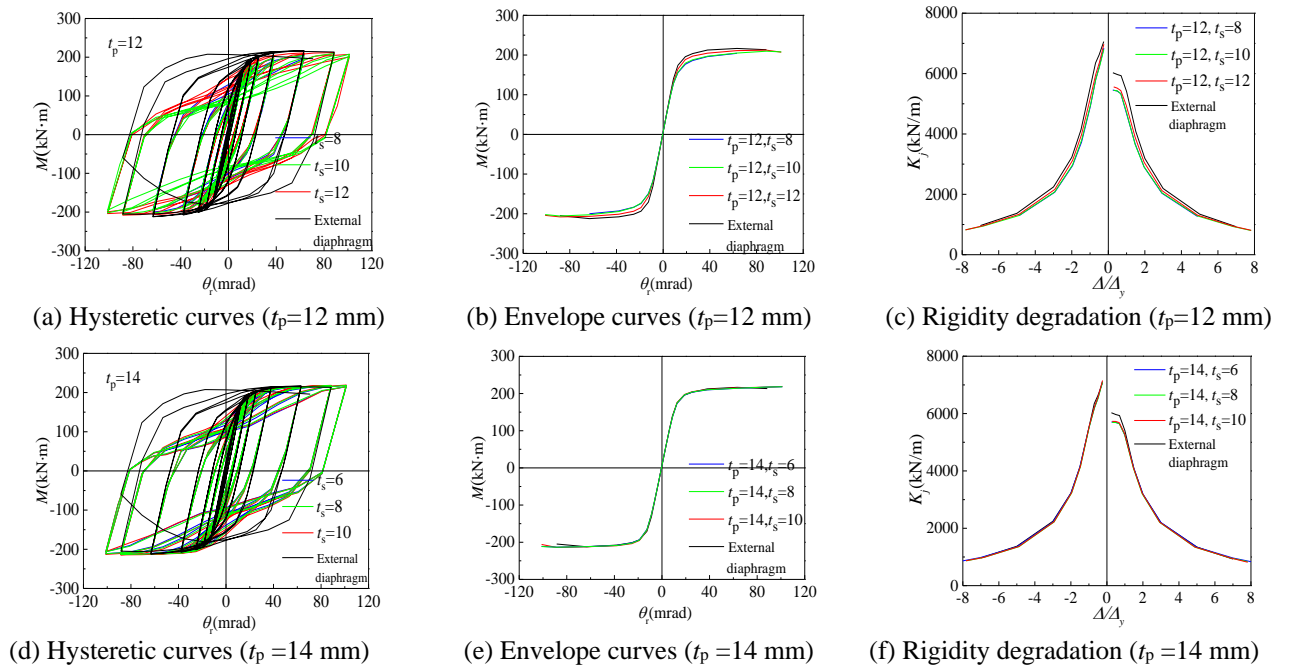 300
200
100
0
-100
-200
300
M(kN·m)
tp=12
ts=8
ts=10
ts=12
External
diaphragm
-120 -80 -40 0 40 80 120
θr(mrad)
(a) Hysteretic curves (tp=12 mm)
300
200
100
0
-100
-200
-300
M(kN·m)
tp=12,ts=8
tp=12,ts=10
tp=12,ts=12
External
diaphragm
-120 -80 -40 0 40 80 120
θr(mrad)
(b) Envelope curves (tp=12 mm)
8000
6000
4000
2000
0
Kj(kN/m)
tp=12, ts=8
tp=12, ts=10
tp=12, ts=12
External
diaphragm
-8 -6 -4 -2 0 2 4 6 8
Δ/Δy
(c) Rigidity degradation (tp=12 mm)
300
200
100
0
-100
-200
300
M(kN·m)
tp=14
ts=6
ts=8
ts=10
External
diaphragm
-120 -80 -40 0 40 80 120
θr(mrad)
(d) Hysteretic curves (tp =14 mm)
300
200
100
0
-100
-200
-300
M(kN·m)
tp=14,ts=6
tp=14,ts=8
tp=14,ts=10
External
diaphragm
-120 -80 -40 0 40 80 120
θr(mrad)
(e) Envelope curves (tp =14 mm)
8000
6000
4000
2000
0
Kj(kN/m)
tp=14, ts=6
tp=14, ts=8
tp=14, ts=10
External
diaphragm
-8 -6 -4 -2 0 2 4 6 8
Δ/Δy
(f) Rigidity degradation (tp =14 mm)